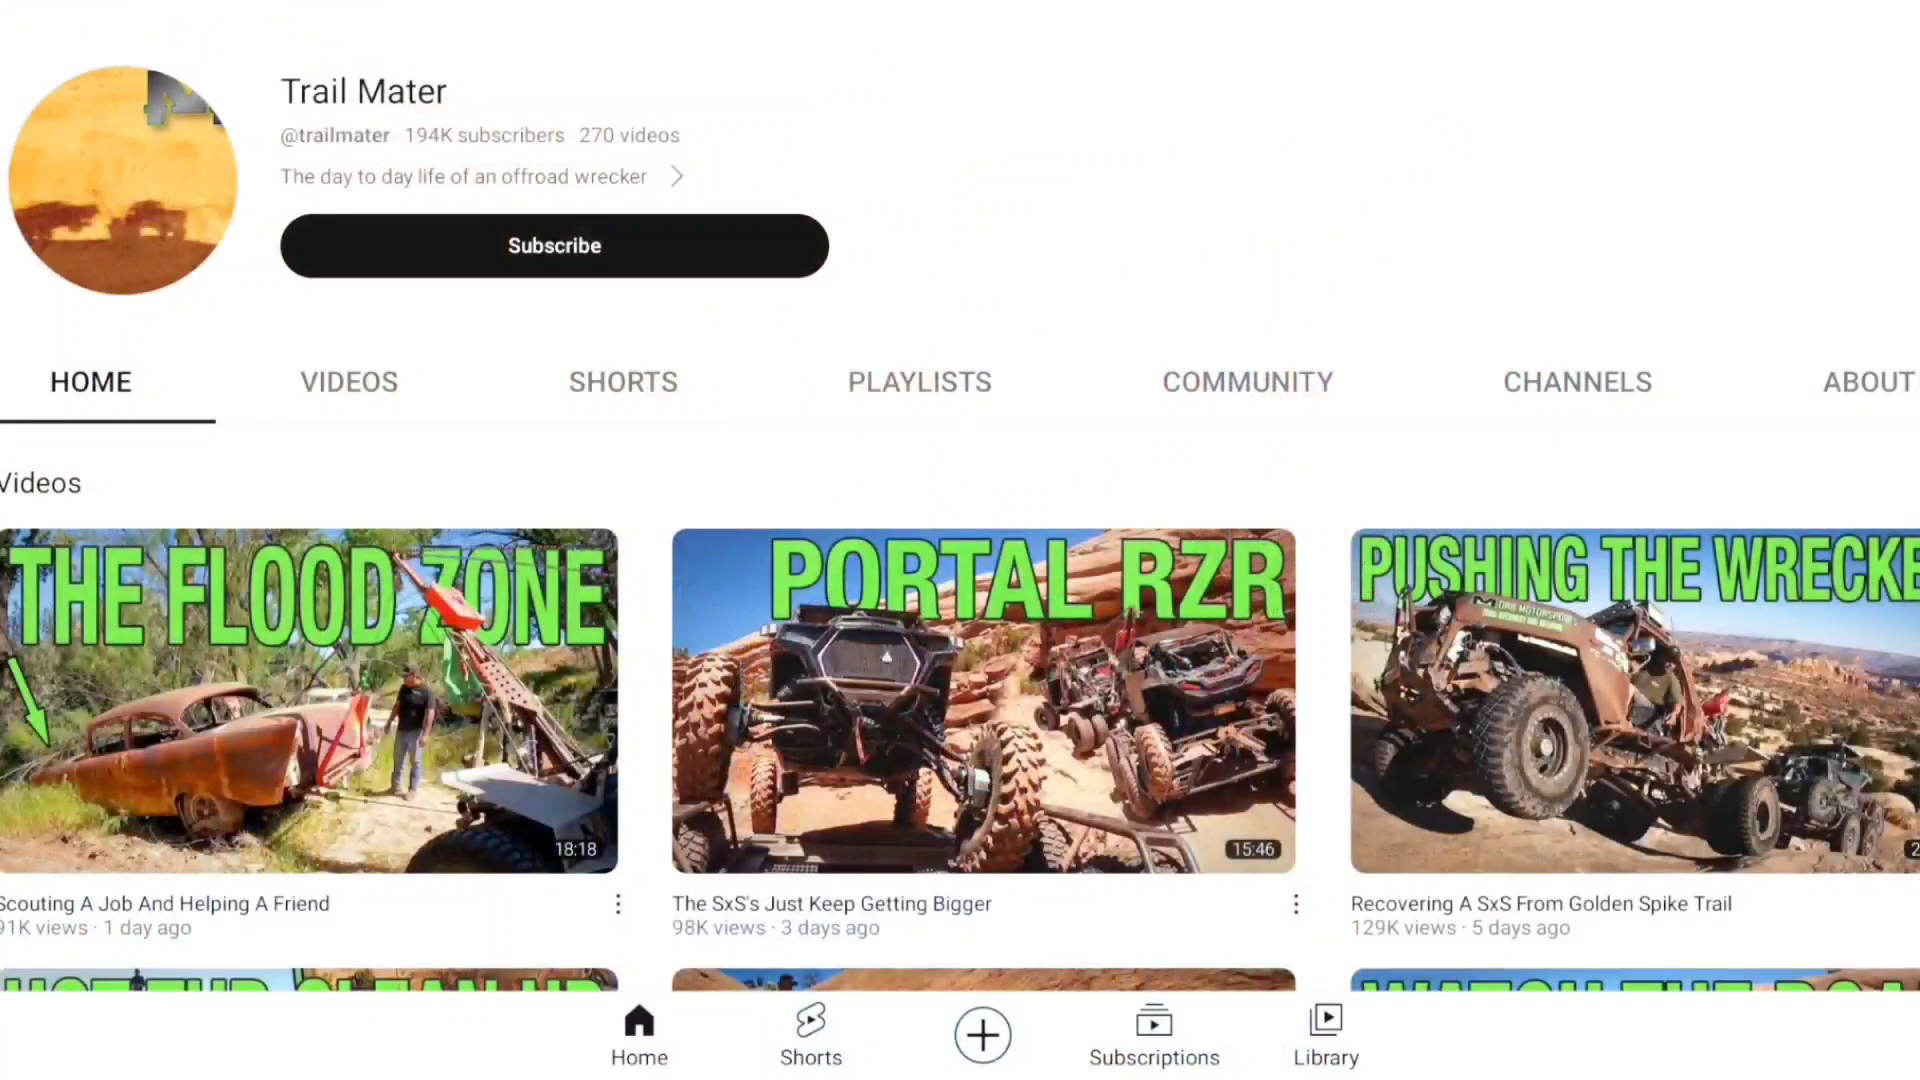 Trail Mater
@trailmater 194K subscribers 270 videos
The day to day life of an offroad wrecker
Subscribe
HOME VIDEOS SHORTS PLAYLISTS COMMUNITY CHANNELS ABOUT
Videos
THE FLOOD ZONE
18:18
PORTAL RZR
15:46
PUSHING THE WRECKE
Scouting A Job And Helping A Friend
91K views · 1 day ago
The SxS's Just Keep Getting Bigger
98K views · 3 days ago
Recovering A SxS From Golden Spike Trail
129K views · 5 days ago
Home Shorts Subscriptions Library